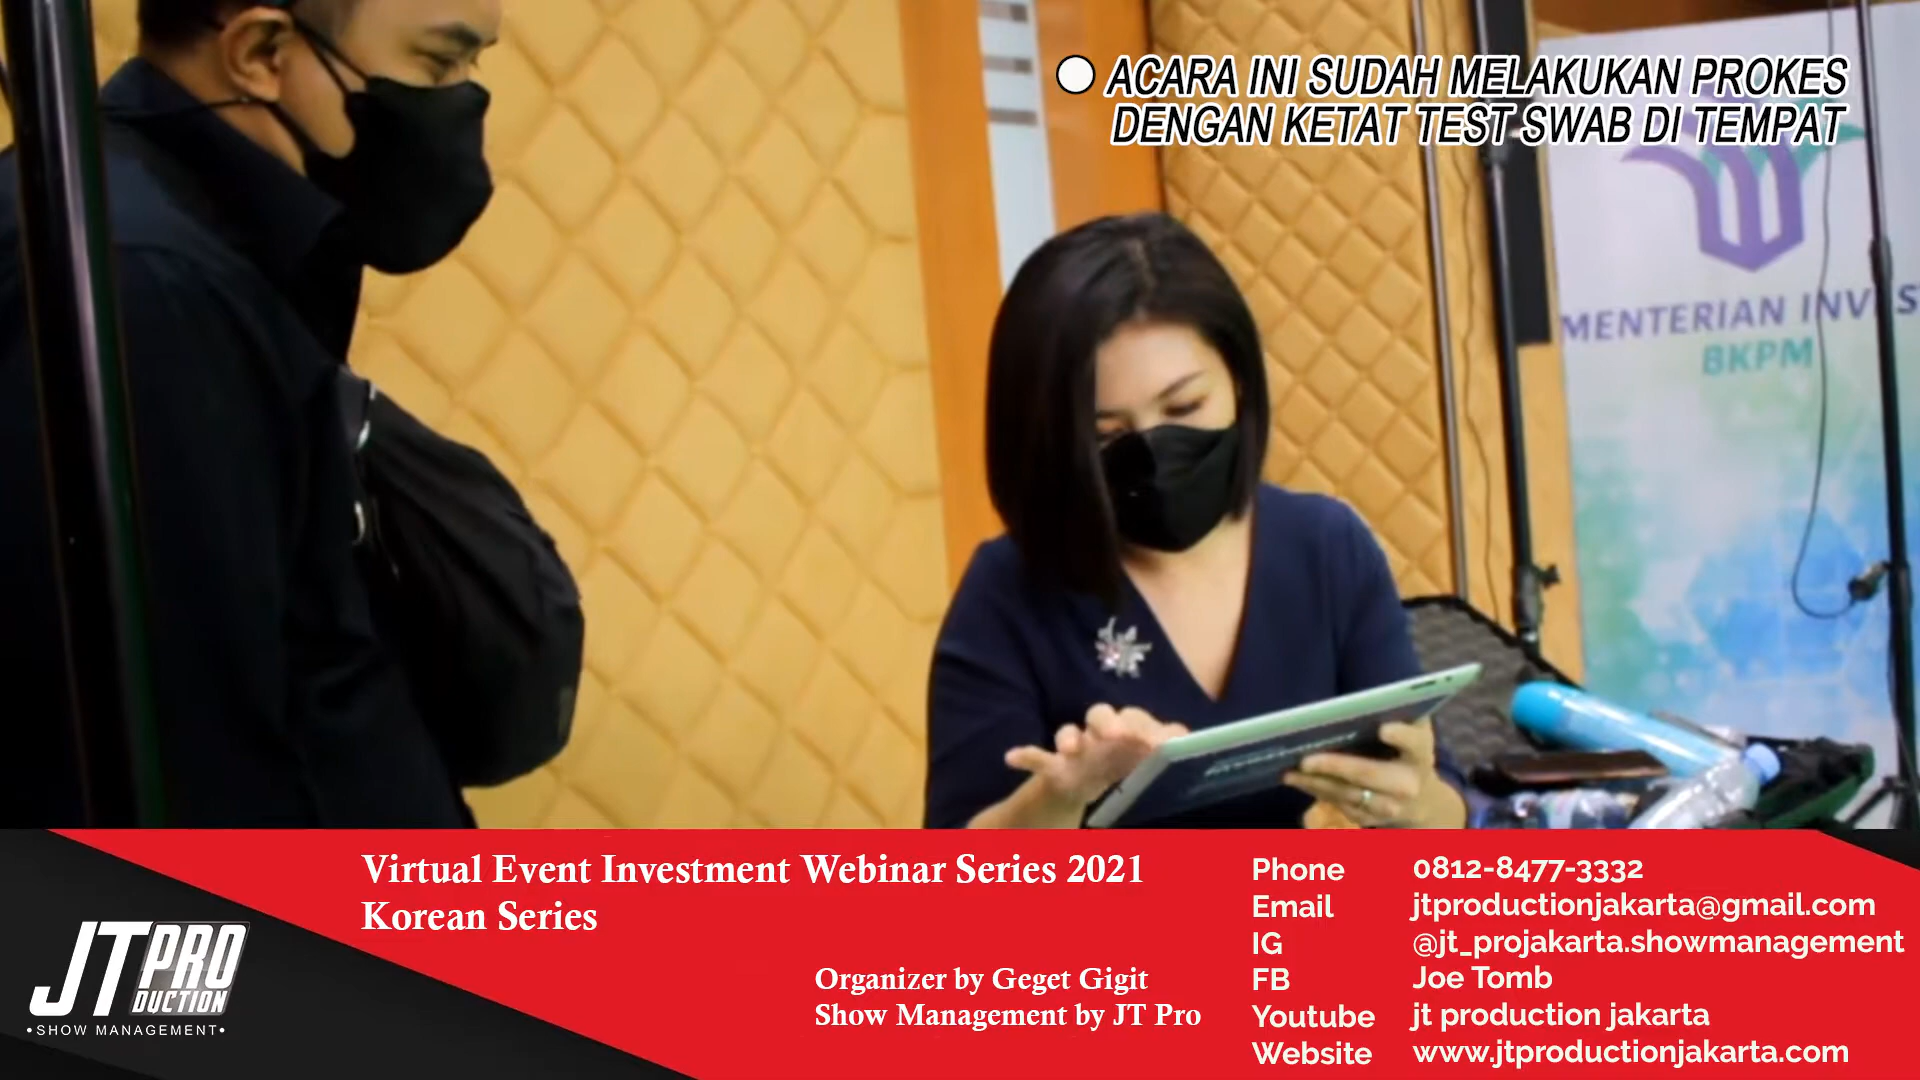 ACARA INI SUDAH MELAKUKAN PROKES
DENGAN KETAT TEST SWAB DI TEMPAT
MENTERIAN INVES
BKPM
Virtual Event Investment Webinar Series 2021
Korean Series
Organizer by Geget Gigit
Show Management by JT Pro
JT PRO
DUCTION
•SHOW MANAGEMENT•
Phone 0812-8477-3332
Email jtproductionjakarta@gmail.com
IG @jt_projakarta.showmanagement
FB Joe Tomb
Youtube jt production jakarta
Website www.jtproductionjakarta.com